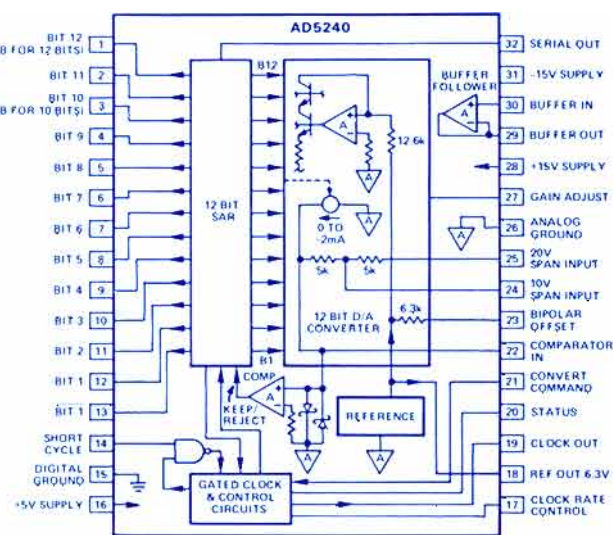 AD5240
BIT 12
B FOR 12 BITS) 1
BIT 11 2
BIT 10
B FOR 10 BITS) 3
BIT 9 4
BIT 8 5
BIT 7 6
BIT 6 7
BIT 5 8
BIT 4 9
BIT 3 10
BIT 2 11
BIT 1 12
BIT 1 13
SHORT
CYCLE 14
DIGITAL
GROUND 15
+5V SUPPLY 16
12 BIT
SAR
B12
B1
KEEP/
REJECT
COMP
A
GATED CLOCK
& CONTROL
CIRCUITS
A
A
12.6k
A
0 TO
-2mA
5k
5k
6.3k
12 BIT D/A
CONVERTER
REFERENCE
A
A
BUFFER
FOLLOWER
A
A
32 SERIAL OUT
31 -15V SUPPLY
30 BUFFER IN
29 BUFFER OUT
28 +15V SUPPLY
27 GAIN ADJUST
26 ANALOG
GROUND
25 20V
SPAN INPUT
24 10V
SPAN INPUT
23 BIPOLAR
OFFSET
22 COMPARATOR
IN
21 CONVERT
COMMAND
20 STATUS
19 CLOCK OUT
18 REF OUT 6.3V
17 CLOCK RATE
CONTROL